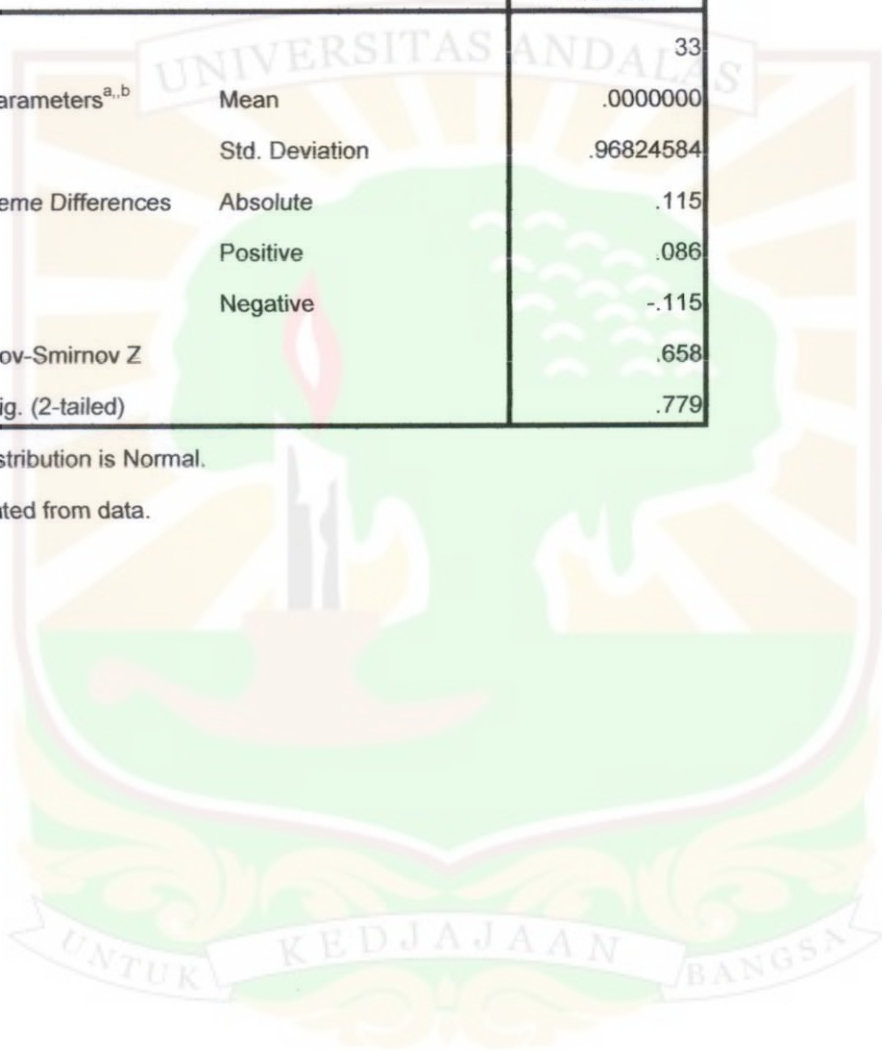 UNIVERSITAS ANDALAS
33
arameters a,,b Mean .0000000
Std. Deviation .96824584
eme Differences Absolute .115
Positive .086
Negative -.115
ov-Smirnov Z .658
ig. (2-tailed) .779
stribution is Normal.
ated from data.
UNTUK KEDJAJAAN BANGSA